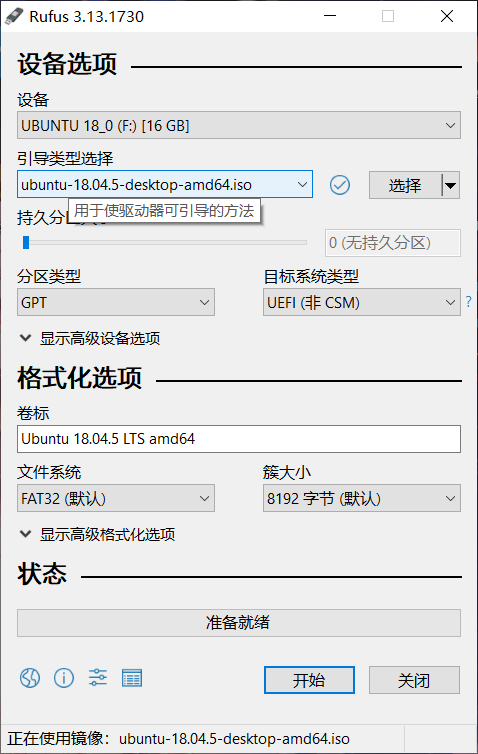 Rufus 3.13.1730
设备选项
设备
UBUNTU 18_0 (F:) [16 GB]
引导类型选择
ubuntu-18.04.5-desktop-amd64.iso
选择
用于使驱动器可引导的方法
持久分区
0 (无持久分区)
分区类型
目标系统类型
GPT
UEFI (非 CSM)
?
显示高级设备选项
格式化选项
卷标
Ubuntu 18.04.5 LTS amd64
文件系统
簇大小
FAT32 (默认)
8192 字节 (默认)
显示高级格式化选项
状态
准备就绪
开始
关闭
正在使用镜像：ubuntu-18.04.5-desktop-amd64.iso